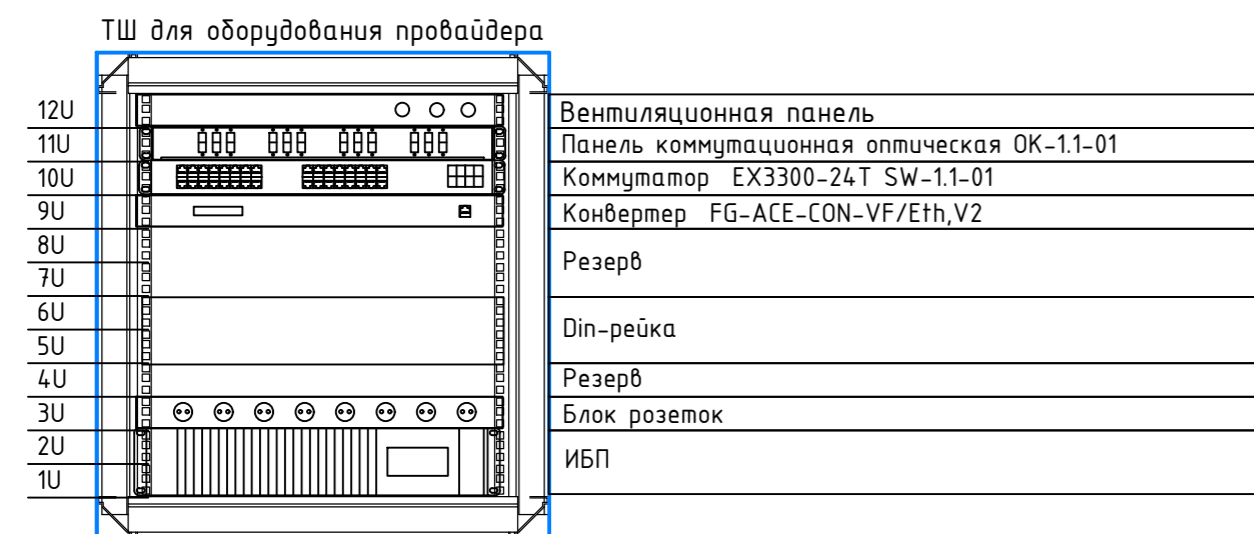 ТШ для оборудования провайдера
12U Вентиляционная панель
11U Панель коммутационная оптическая ОК-1.1-01
10U Коммутатор EX3300-24T SW-1.1-01
9U Конвертер FG-ACE-CON-VF/Eth,V2
8U
Резерв
7U
6U
Din-рейка
5U
4U Резерв
3U Блок розеток
2U
ИБП
1U